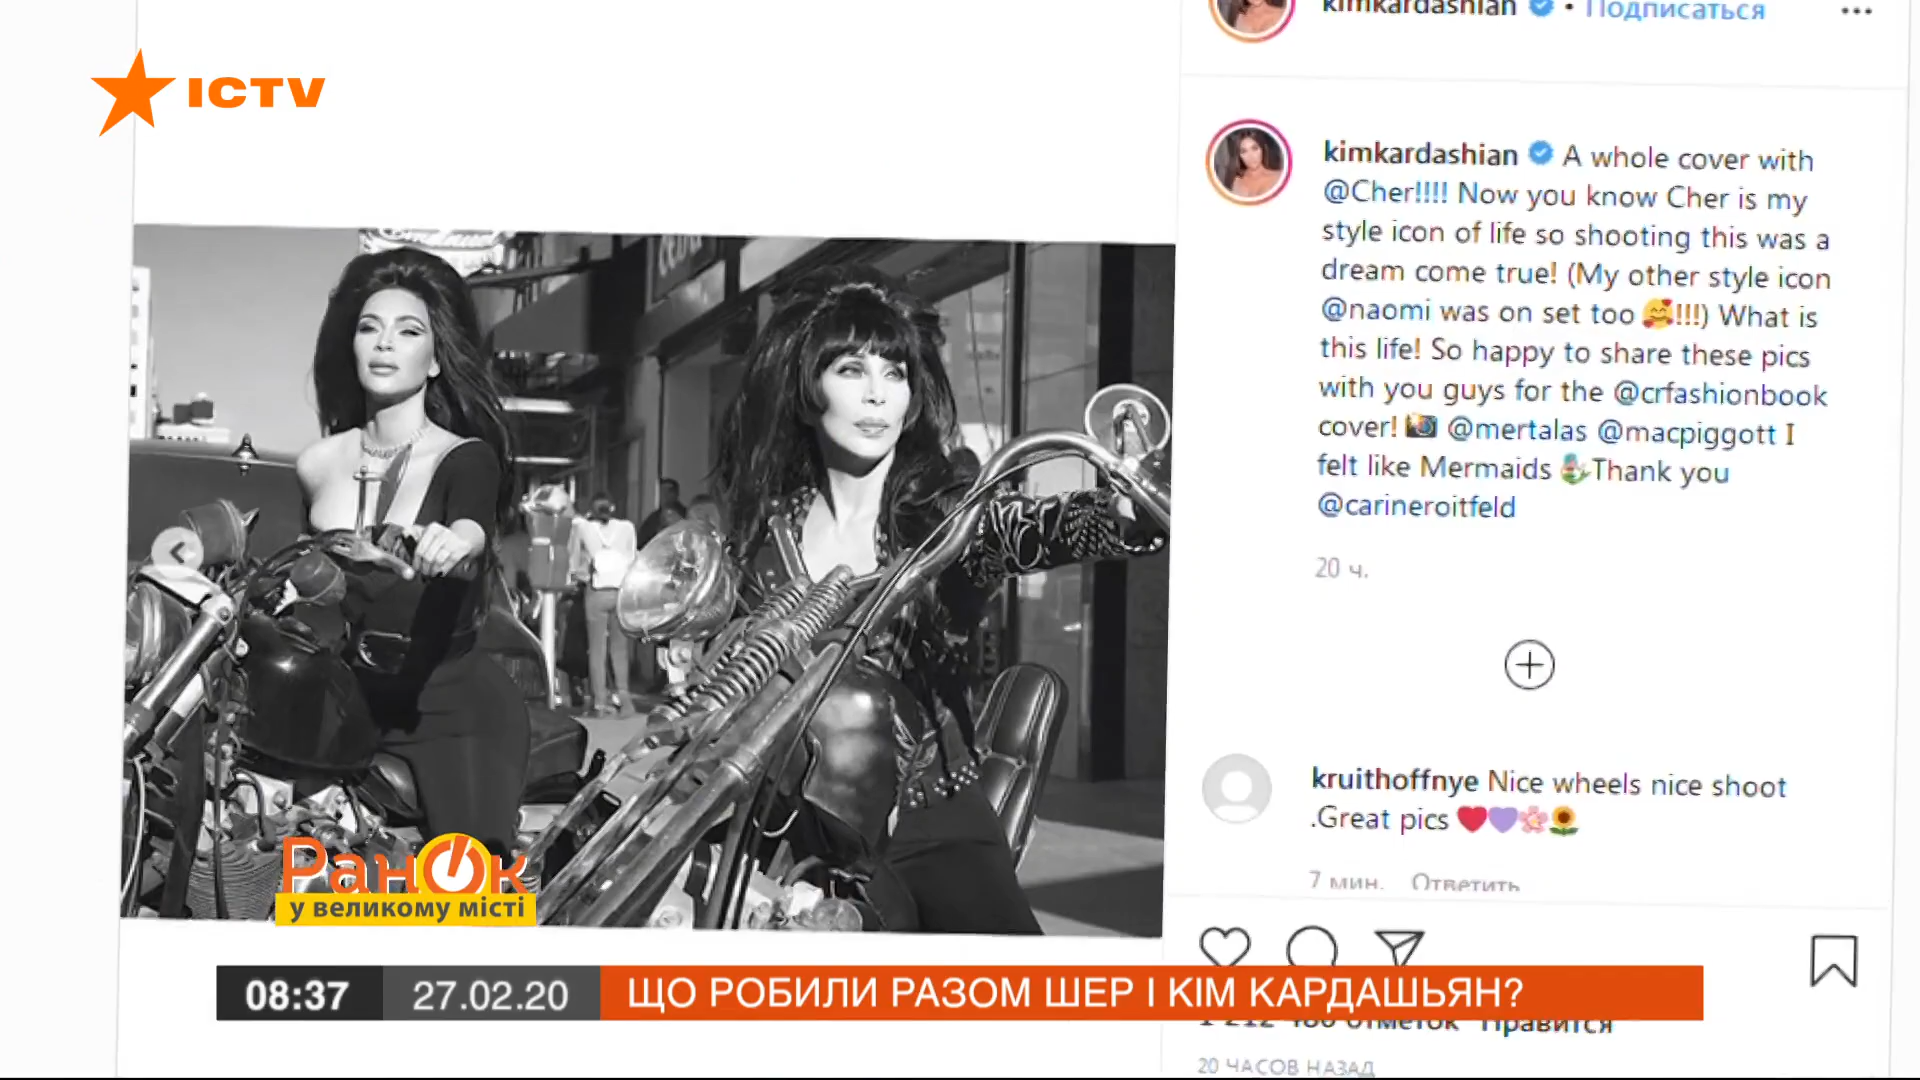 kimkardashian • Подписаться
ICTV
kimkardashian A whole cover with
@Cher!!!! Now you know Cher is my
style icon of life so shooting this was a
dream come true! (My other style icon
@naomi was on set too 🥰!!!) What is
this life! So happy to share these pics
with you guys for the @crfashionbook
cover! 📸 @mertalas @macpiggott I
felt like Mermaids 🧜‍♀️Thank you
@carineroitfeld
20 ч.
kruithoffnye Nice wheels nice shoot
.Great pics ❤️💜🌸🌻
7 мин. Ответить
Ранок
у великому місті
08:37 27.02.20 ЩО РОБИЛИ РАЗОМ ШЕР І КІМ КАРДАШЬЯН?
отметок "Нравится"
20 ЧАСОВ НАЗАД